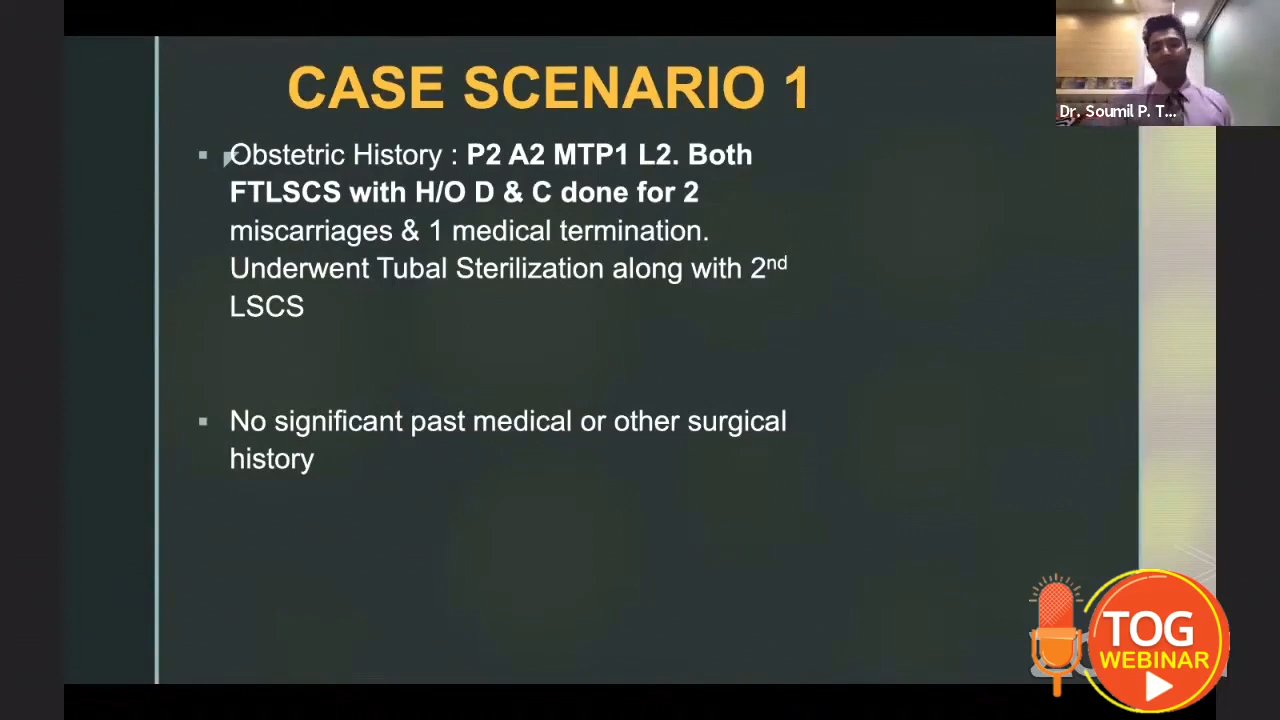 CASE SCENARIO 1
Dr. Soumil P. T...
▪ Obstetric History : P2 A2 MTP1 L2. Both
FTLSCS with H/O D & C done for 2
miscarriages & 1 medical termination.
Underwent Tubal Sterilization along with 2nd
LSCS
▪ No significant past medical or other surgical
history
TOG
WEBINAR